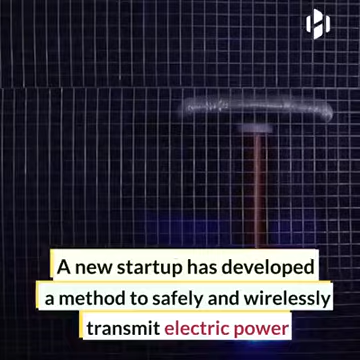 A new startup has developed
a method to safely and wirelessly
transmit electric power